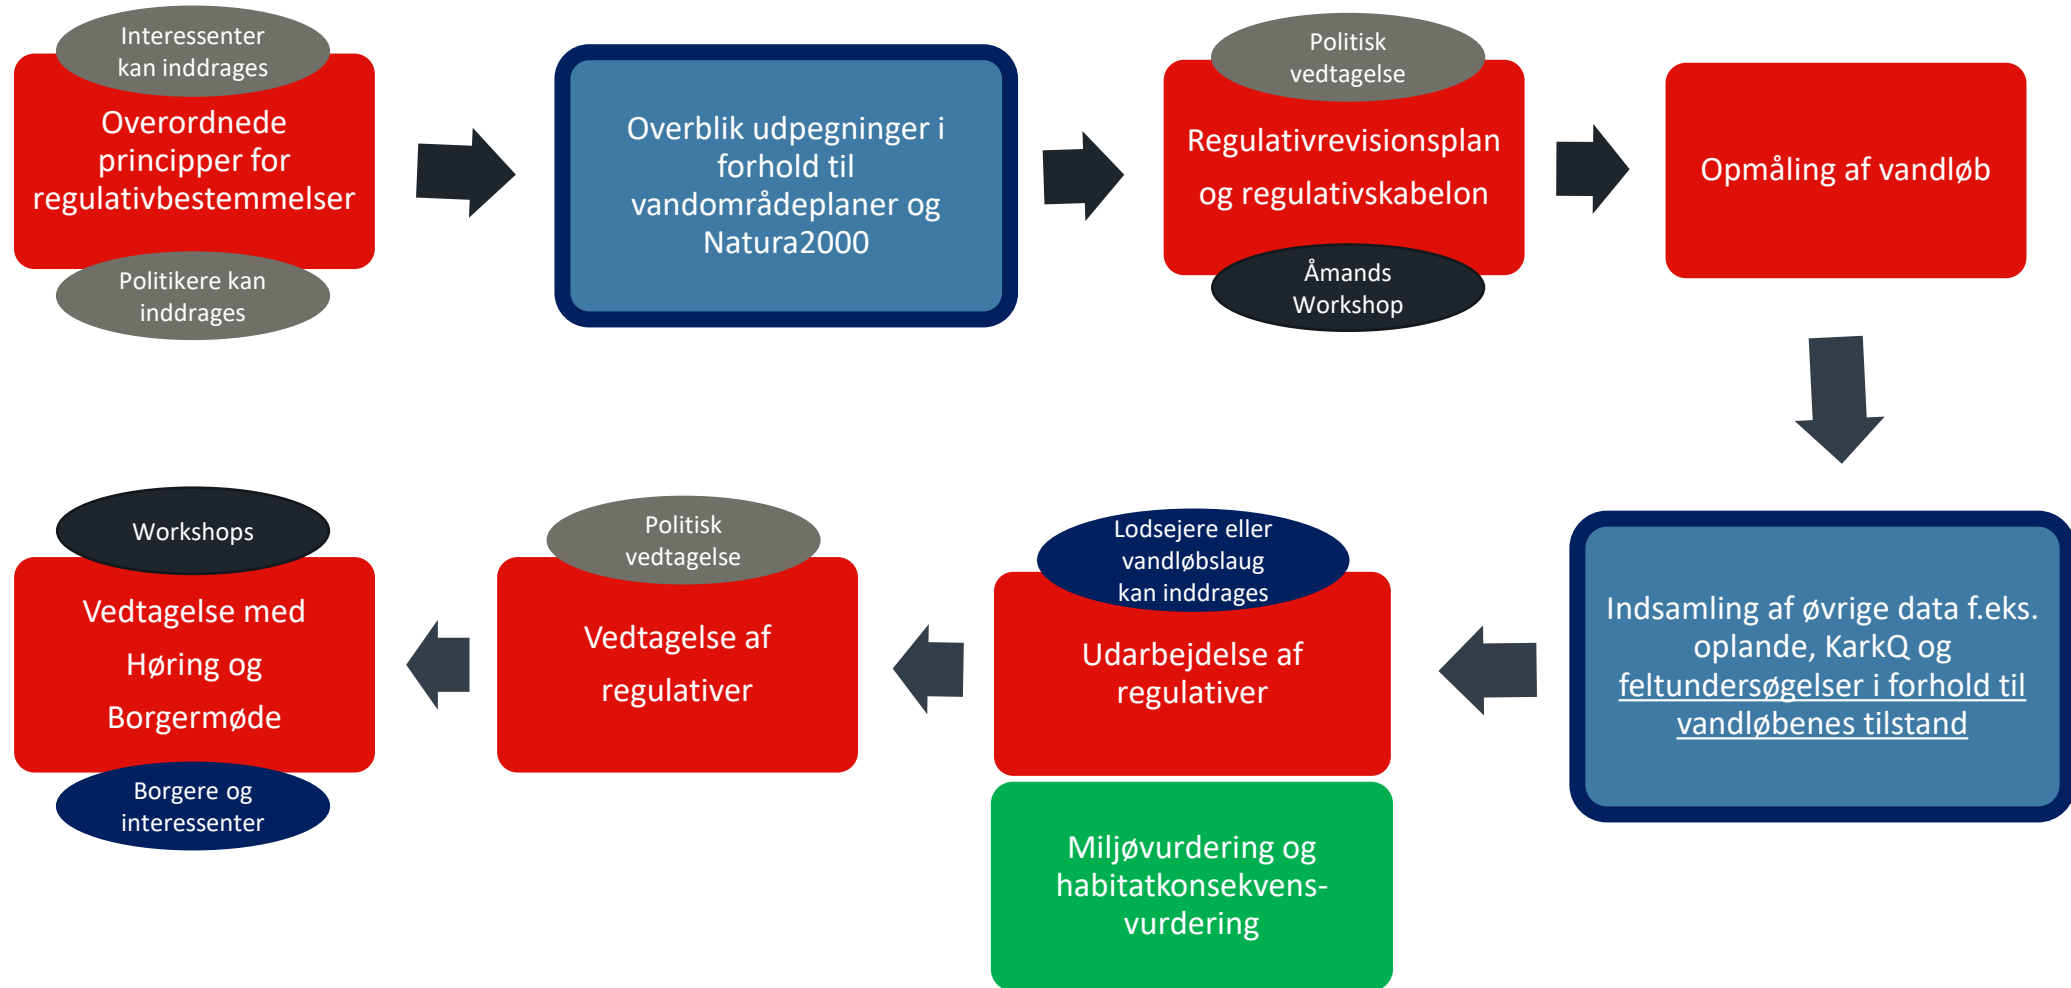 Interessenter
kan inddrages
Overordnede
principper for
regulativbestemmelser
Politikere kan
inddrages
Overblik udpegninger i
forhold til
vandområdeplaner og
Natura2000
Politisk
vedtagelse
Regulativrevisionsplan
og regulativskabelon
Åmands
Workshop
Opmåling af vandløb
Indsamling af øvrige data f.eks.
oplande, KarkQ og
feltundersøgelser i forhold til
vandløbenes tilstand
Lodsejere eller
vandløbslaug
kan inddrages
Udarbejdelse af
regulativer
Miljøvurdering og
habitatkonsekvens-
vurdering
Politisk
vedtagelse
Vedtagelse af
regulativer
Workshops
Vedtagelse med
Høring og
Borgermøde
Borgere og
interessenter